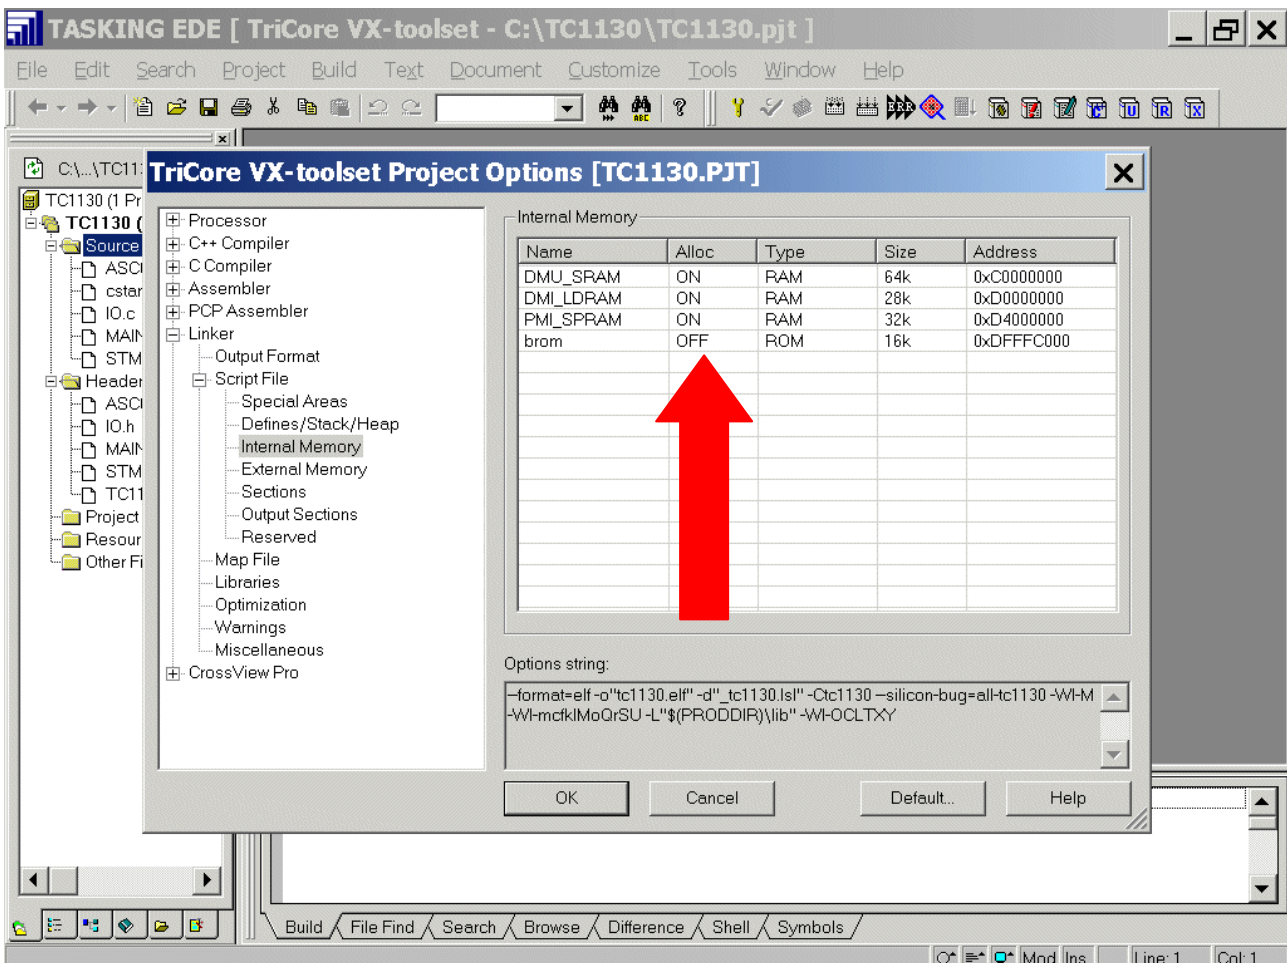 TASKING EDE [ TriCore VX-toolset - C:\TC1130\TC1130.pjt ]
File Edit Search Project Build Text Document Customize Tools Window Help
C:\...\TC11
TriCore VX-toolset Project Options [TC1130.PJT]
TC1130 (1 Pr
TC1130 (
Source
ASCI
cstar
IO.c
MAIN
STM
Header
ASCI
IO.h
MAIN
STM
TC11
Project
Resour
Other Fi
Processor
C++ Compiler
C Compiler
Assembler
PCP Assembler
Linker
Output Format
Script File
Special Areas
Defines/Stack/Heap
Internal Memory
External Memory
Sections
Output Sections
Reserved
Map File
Libraries
Optimization
Warnings
Miscellaneous
CrossView Pro
Internal Memory
Name Alloc Type Size Address
DMU_SRAM ON RAM 64k 0xC0000000
DMI_LDRAM ON RAM 28k 0xD0000000
PMI_SPRAM ON RAM 32k 0xD4000000
brom OFF ROM 16k 0xDFFFC000
Options string:
--format=elf -o"tc1130.elf" -d"_tc1130.lsl" -Ctc1130 --silicon-bug=all-tc1130 -Wl-M
-Wl-mcfklMoQrSU -L"$(PRODDIR)\lib" -Wl-OCLTXY
OK Cancel Default... Help
Build File Find Search Browse Difference Shell Symbols
Mod Ins Line: 1 Col: 1